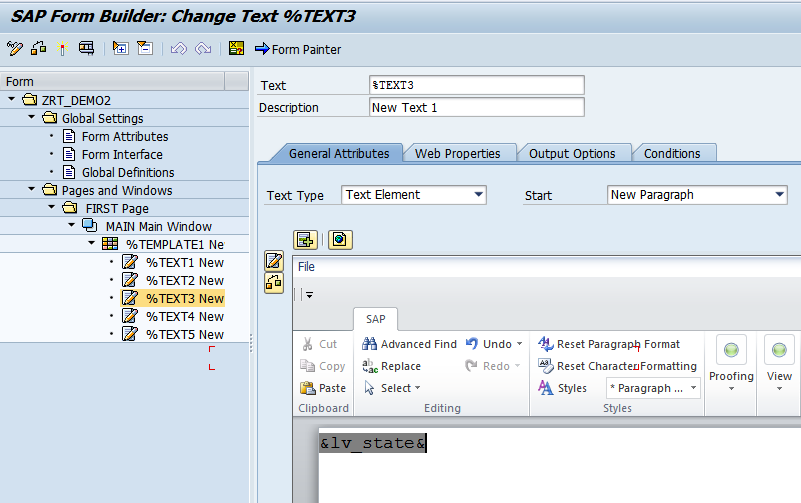 SAP Form Builder: Change Text %TEXT3
Form Painter
Form
ZRT_DEMO2
Global Settings
Form Attributes
Form Interface
Global Definitions
Pages and Windows
FIRST Page
MAIN Main Window
%TEMPLATE1 Ne
%TEXT1 New
%TEXT2 New
%TEXT3 New
%TEXT4 New
%TEXT5 New
Text %TEXT3
Description New Text 1
General Attributes Web Properties Output Options Conditions
Text Type Text Element Start New Paragraph
File
SAP
Cut Advanced Find Undo Reset Paragraph Format
Copy Replace Redo Reset Character Formatting
Paste Select Styles * Paragraph ... Proofing View
Clipboard Editing Styles
&lv_state&